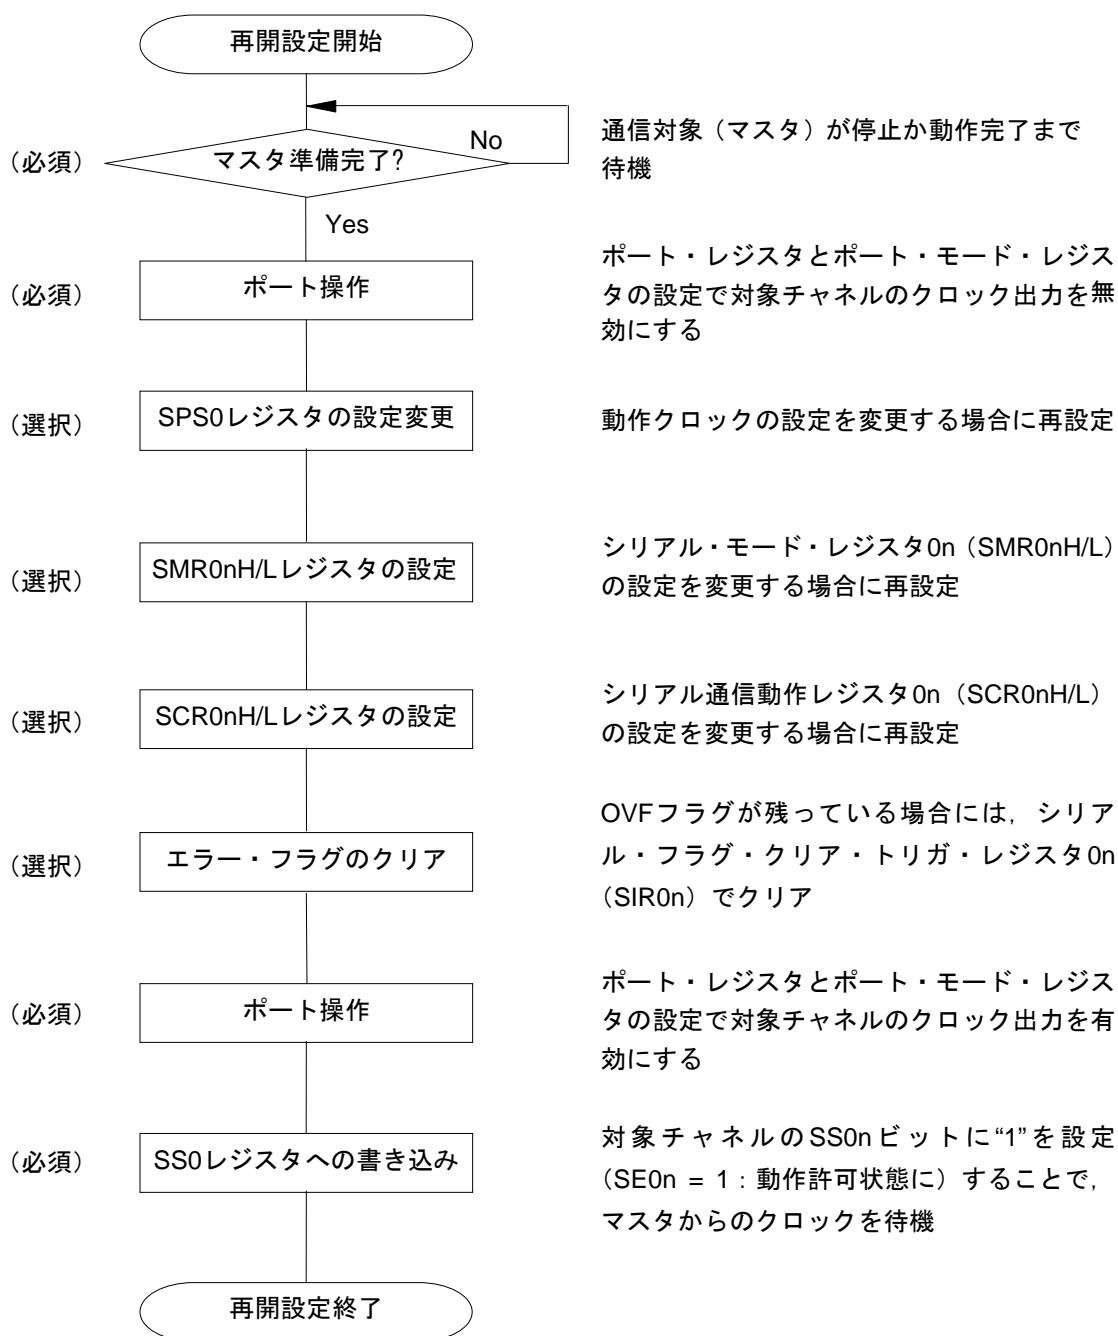 再開設定開始
No
通信対象（マスタ）が停止か動作完了まで
待機
（必須）
マスタ準備完了?
Yes
（必須）
ポート操作
ポート・レジスタとポート・モード・レジス
タの設定で対象チャネルのクロック出力を無
効にする
（選択）
SPS0レジスタの設定変更
動作クロックの設定を変更する場合に再設定
（選択）
SMR0nH/Lレジスタの設定
シリアル・モード・レジスタ0n（SMR0nH/L）
の設定を変更する場合に再設定
（選択）
SCR0nH/Lレジスタの設定
シリアル通信動作レジスタ0n（SCR0nH/L）
の設定を変更する場合に再設定
（選択）
エラー・フラグのクリア
OVFフラグが残っている場合には，シリア
ル・フラグ・クリア・トリガ・レジスタ0n
（SIR0n）でクリア
（必須）
ポート操作
ポート・レジスタとポート・モード・レジス
タの設定で対象チャネルのクロック出力を有
効にする
（必須）
SS0レジスタへの書き込み
対象チャネルのSS0nビットに“1”を設定
（SE0n = 1：動作許可状態に）することで，
マスタからのクロックを待機
再開設定終了